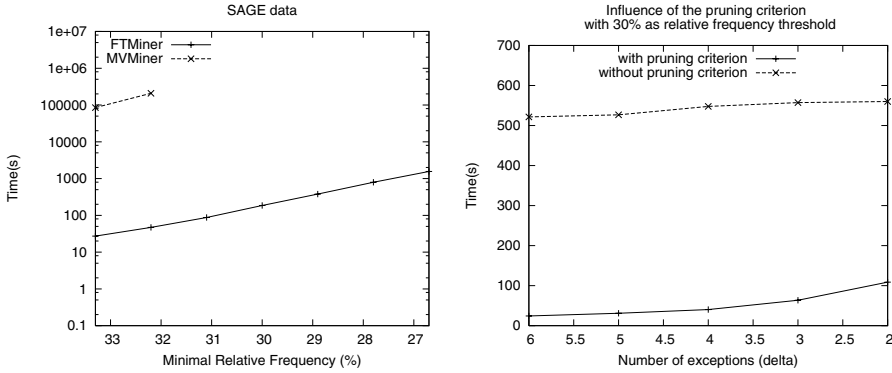 SAGE data
1e+07
1e+06
100000
10000
1000
100
10
1
0.1
Time(s)
FTMiner
MVMiner
33 32 31 30 29 28 27
Minimal Relative Frequency (%)
Influence of the pruning criterion
with 30% as relative frequency threshold
700
600
500
400
300
200
100
0
Time(s)
with pruning criterion
without pruning criterion
6 5.5 5 4.5 4 3.5 3 2.5 2
Number of exceptions (delta)